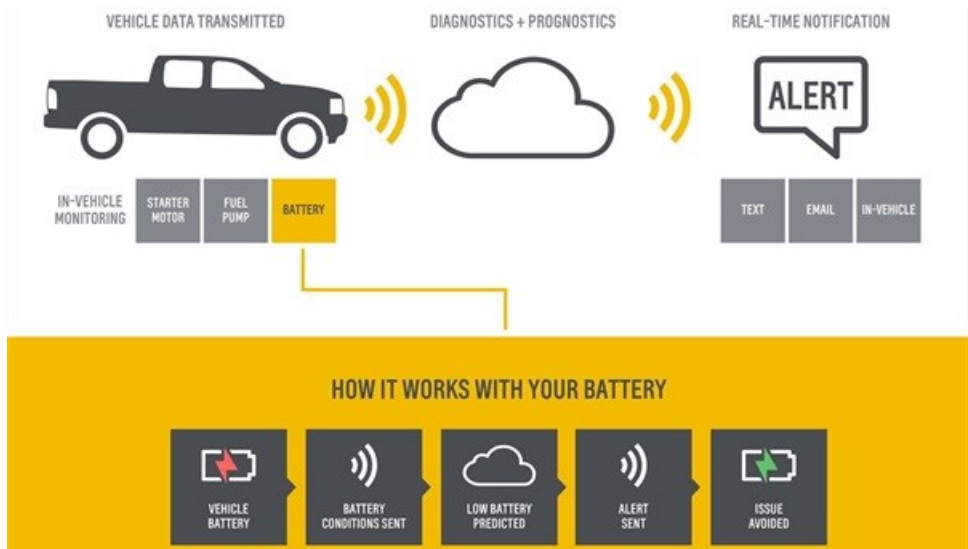 VEHICLE DATA TRANSMITTED
DIAGNOSTICS + PROGNOSTICS
REAL-TIME NOTIFICATION
ALERT
IN-VEHICLE
MONITORING
STARTER
MOTOR
FUEL
PUMP
BATTERY
TEXT
EMAIL
IN-VEHICLE
HOW IT WORKS WITH YOUR BATTERY
VEHICLE
BATTERY
BATTERY
CONDITIONS SENT
LOW BATTERY
PREDICTED
ALERT
SENT
ISSUE
AVOIDED